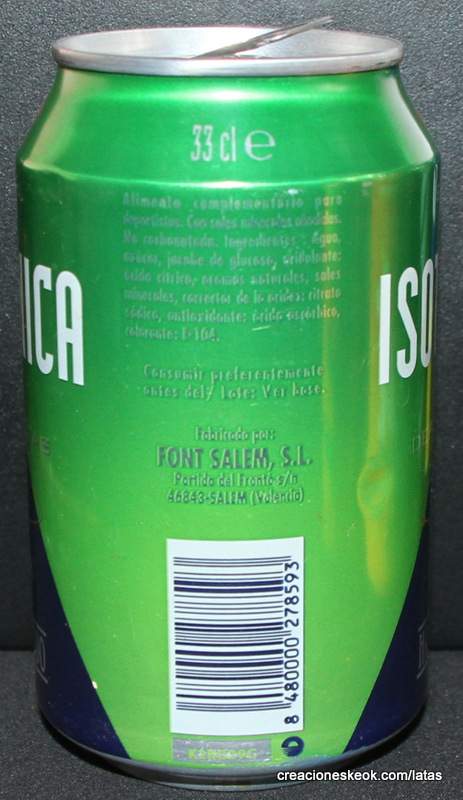 33 cl e
Alimento complementario para
deportistas. Con sales minerales añadidas.
No carbonatada. Ingredientes: Agua,
azúcar, jarabe de glucosa, acidulante:
ácido cítrico, aromas naturales, sales
minerales, corrector de la acidez: citrato
sódico, antioxidante: ácido ascórbico,
colorante: E-104.
NICA
ISO
Consumir preferentemente
antes del/ Lote: Ver base.
Fabricado por:
FONT SALEM, S.L.
Partida del Frontó s/n
46843-SALEM (Valencia)
8 480000 278593
creacioneskeok.com/latas